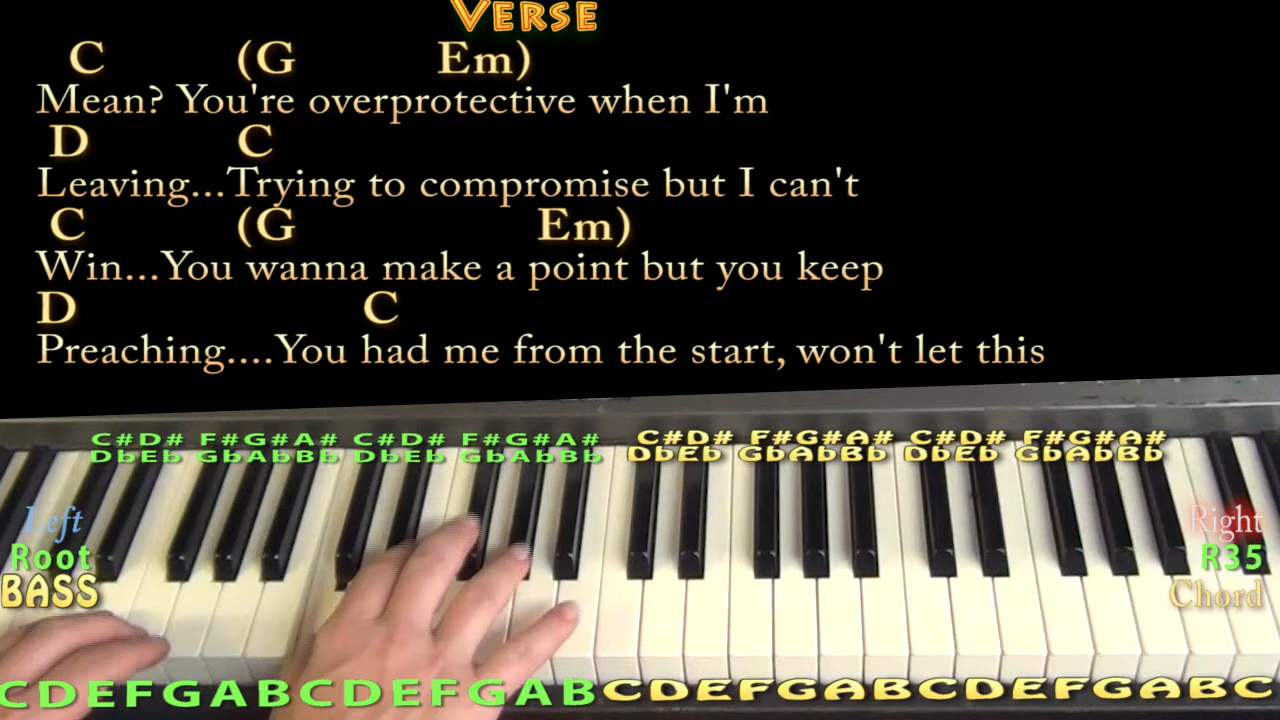 VERSE
C (G Em)
Mean? You're overprotective when I'm
D C
Leaving...Trying to compromise but I can't
C (G Em)
Win...You wanna make a point but you keep
D C
Preaching....You had me from the start, won't let this
C#D# F#G#A# C#D# F#G#A# C#D# F#G#A# C#D# F#G#A#
DbEb GbAbBb DbEb GbAbBb DbEb GbAbBb DbEb GbAbBb
Left
Root
BASS
Right
R35
Chord
CDEFGABCDEFGABCDEFGABCDEFGABC